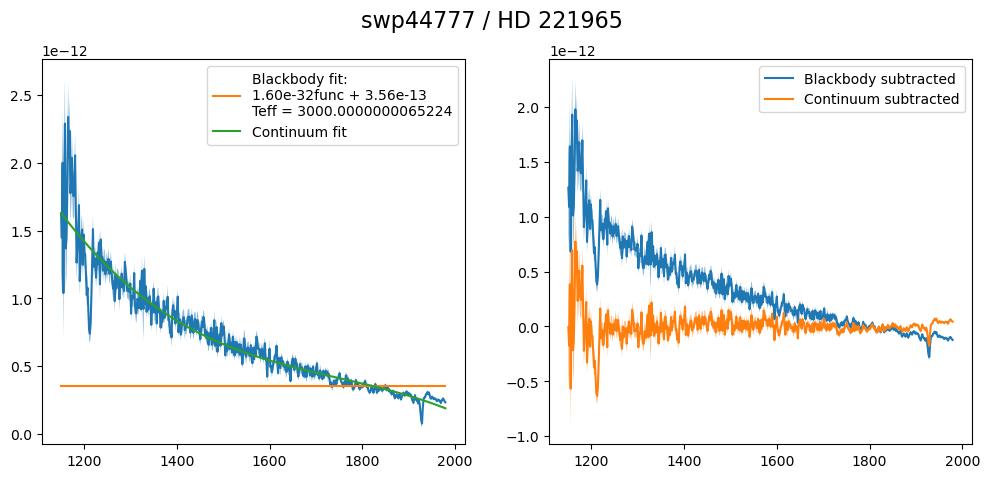 swp44777 / HD 221965
1e−12
2.5
2.0
1.5
1.0
0.5
0.0
1200
1400
1600
1800
2000
Blackbody fit:
1.60e-32func + 3.56e-13
Teff = 3000.0000000065224
Continuum fit
1e−12
2.0
1.5
1.0
0.5
0.0
−0.5
−1.0
1200
1400
1600
1800
2000
Blackbody subtracted
Continuum subtracted